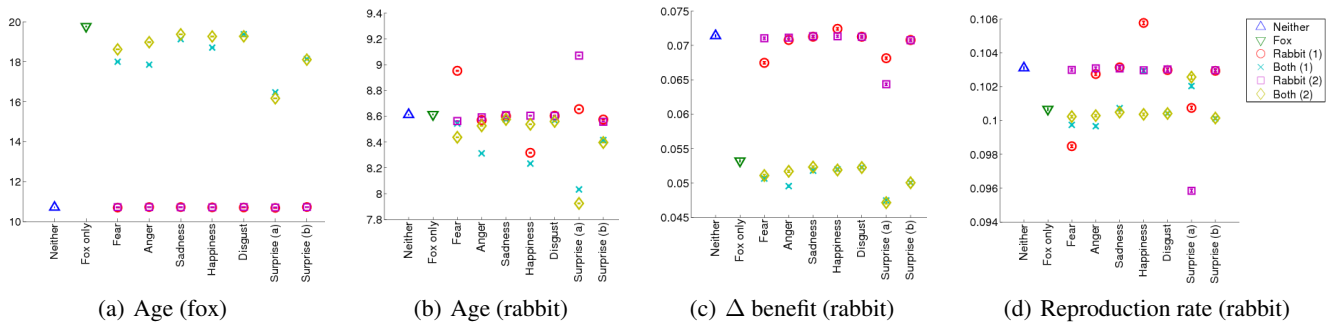 20
18
16
14
12
10
Neither
Fox only
Fear
Anger
Sadness
Happiness
Disgust
Surprise (a)
Surprise (b)
(a) Age (fox)
9.4
9.2
9
8.8
8.6
8.4
8.2
8
7.8
Neither
Fox only
Fear
Anger
Sadness
Happiness
Disgust
Surprise (a)
Surprise (b)
(b) Age (rabbit)
0.075
0.07
0.065
0.06
0.055
0.05
0.045
Neither
Fox only
Fear
Anger
Sadness
Happiness
Disgust
Surprise (a)
Surprise (b)
(c) Δ benefit (rabbit)
0.106
0.104
0.102
0.1
0.098
0.096
0.094
Neither
Fox only
Fear
Anger
Sadness
Happiness
Disgust
Surprise (a)
Surprise (b)
(d) Reproduction rate (rabbit)
Neither
Fox
Rabbit (1)
Both (1)
Rabbit (2)
Both (2)